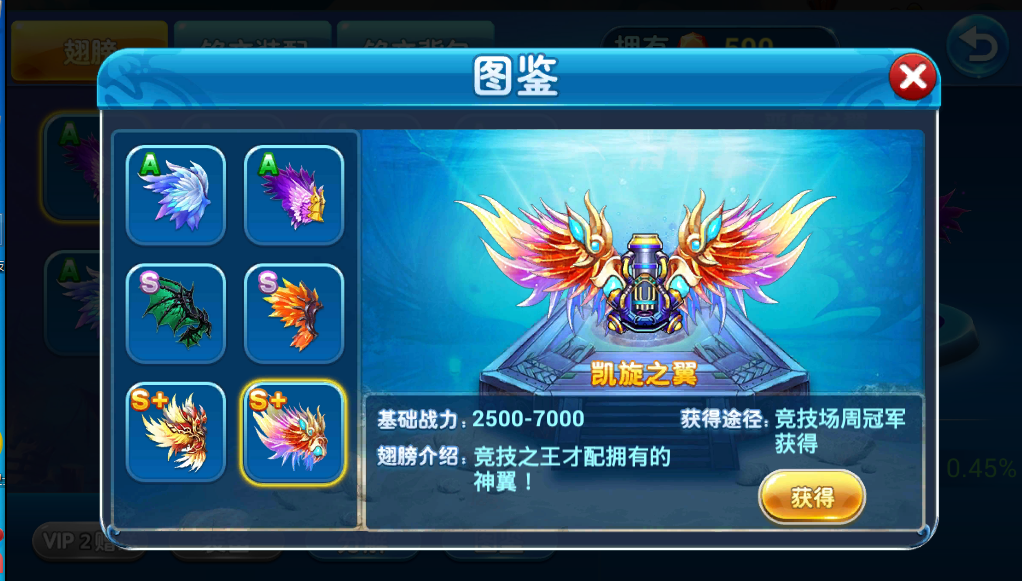 翅膀
拥有 500
图鉴
A
A
A
A
S
S
S+
S+
凯旋之翼
基础战力: 2500-7000
获得途径: 竞技场周冠军
获得
翅膀介绍: 竞技之王才配拥有的
神翼！
获得
0.45%
VIP 2赠